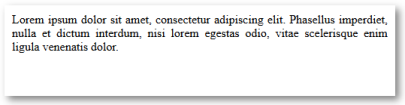 Lorem ipsum dolor sit amet, consectetur adipiscing elit. Phasellus imperdiet,
nulla et dictum interdum, nisi lorem egestas odio, vitae scelerisque enim
ligula venenatis dolor.